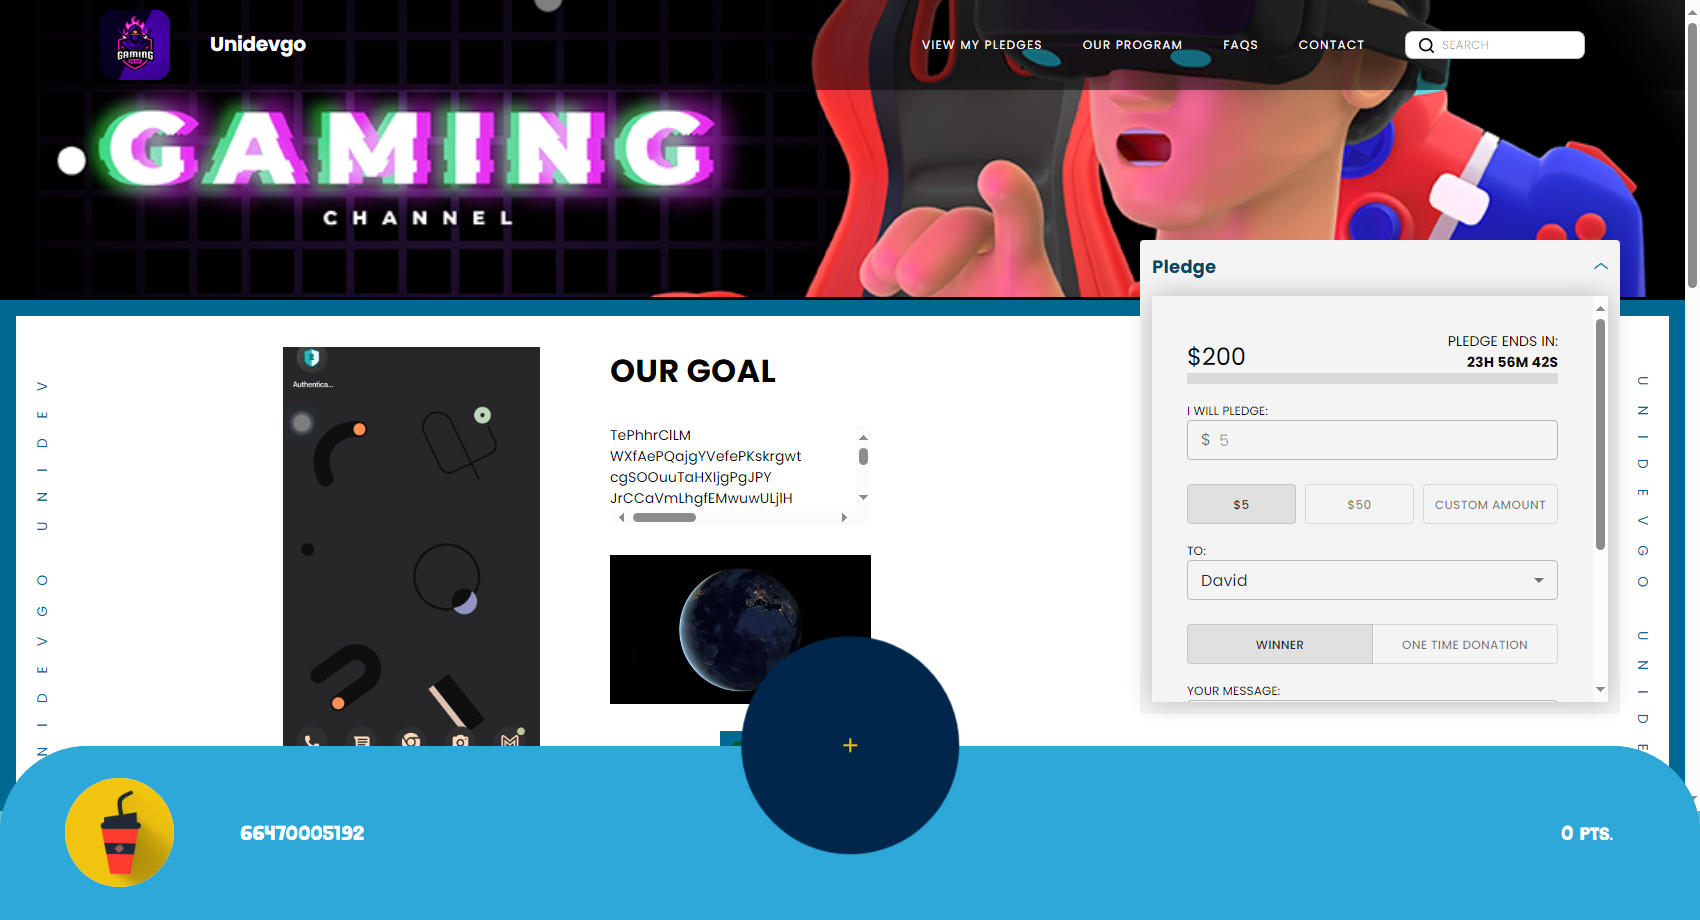 GAMING
Unidevgo
VIEW MY PLEDGES
OUR PROGRAM
FAQS
CONTACT
SEARCH
GAMING
CHANNEL
Pledge
$200
PLEDGE ENDS IN:
23H 56M 42S
I WILL PLEDGE:
$ 5
$5
$50
CUSTOM AMOUNT
TO:
David
WINNER
ONE TIME DONATION
YOUR MESSAGE:
Authentica...
OUR GOAL
TePhhrClLM
WXfAePQajgYVefePKskrgwt
cgSOOuuTaHXIjgPgJPY
JrCCaVmLhgfEMwuwULjlH
UNIDEVGO UNIDEV
UNIDEVGO UNIDE
+
66470005192
0 PTS.